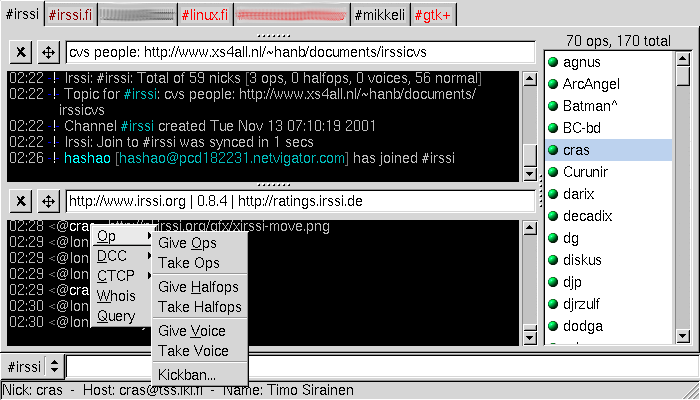 #irssi #irssi.fi #linux.fi #mikkeli #gtk+
cvs people: http://www.xs4all.nl/~hanb/documents/irssicvs
70 ops, 170 total
02:22 -!- Irssi: #irssi: Total of 59 nicks [3 ops, 0 halfops, 0 voices, 56 normal]
02:22 -!- Topic for #irssi: cvs people: http://www.xs4all.nl/~hanb/documents/
irssicvs
02:22 -!- Channel #irssi created Tue Nov 13 07:10:19 2001
02:22 -!- Irssi: Join to #irssi was synced in 1 secs
02:26 -!- hashao [hashao@pcd182231.netvigator.com] has joined #irssi
http://www.irssi.org | 0.8.4 | http://ratings.irssi.de
02:28 <@cras
irssi.org/gfx/xirssi-move.png
02:29 <@lon
02:29 <@lon
02:29 <@lon
02:29 <@cra
02:30 <@lon
02:30 <@lon
Op
DCC
CTCP
Whois
Query
Give Ops
Take Ops
Give Halfops
Take Halfops
Give Voice
Take Voice
Kickban...
agnus
ArcAngel
Batman^
BC-bd
cras
Curunir
darix
decadix
dg
diskus
djp
djrzulf
dodga
#irssi
Nick: cras - Host: cras@tss.iki.fi - Name: Timo Sirainen